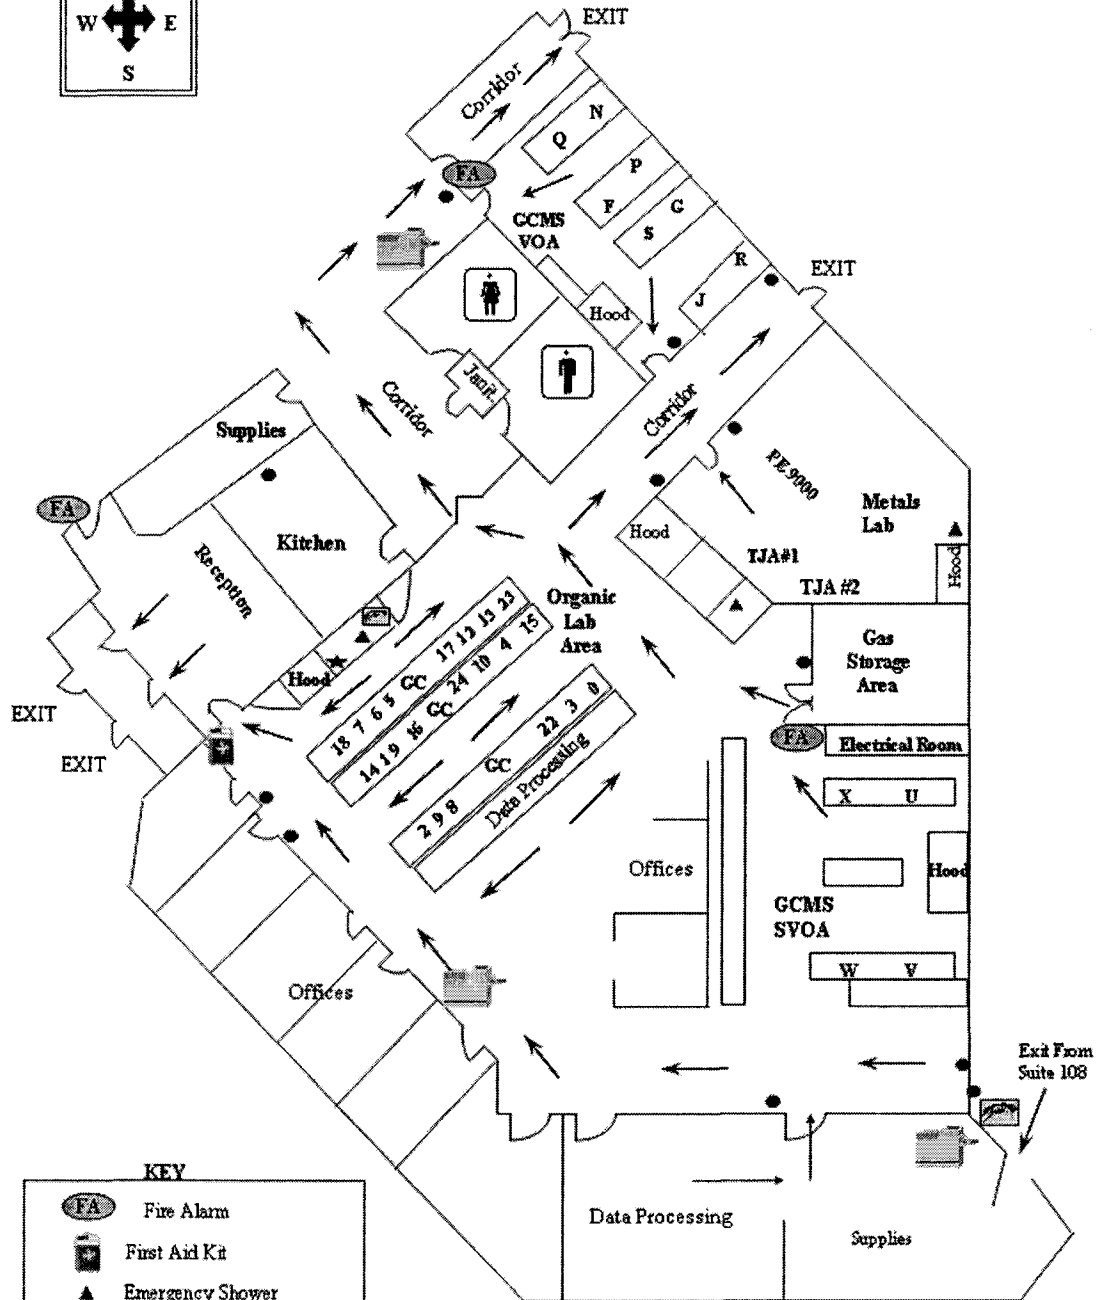 W E
S
EXIT
Corridor
N
Q
FA
P
F
GCMS
VOA
G
S
R
J
EXIT
Hood
Janit.
Corridor
Corridor
Supplies
FA
Kitchen
Reception
PE 9000
Metals
Lab
Hood
Hood
TJA#1
TJA #2
Organic
Lab
Area
Gas
Storage
Area
Hood
18 7 6 5 GC 17 12 13 23
14 19 16 GC 24 10 4 15
2 9 8 GC 22 3 0
Data Processing
EXIT
EXIT
FA
Electrical Room
X U
Offices
Hood
GCMS
SVOA
W V
Offices
Exit From
Suite 108
Data Processing
Supplies
KEY
FA Fire Alarm
First Aid Kit
Emergency Shower